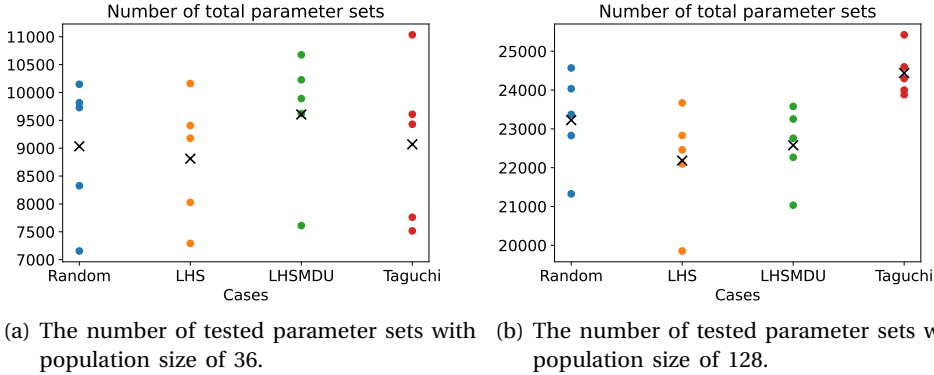 Number of total parameter sets
11000
10500
10000
9500
9000
8500
8000
7500
7000
Random LHS LHSMDU Taguchi
Cases
(a) The number of tested parameter sets with
population size of 36.
Number of total parameter sets
25000
24000
23000
22000
21000
20000
Random LHS LHSMDU Taguchi
Cases
(b) The number of tested parameter sets w
population size of 128.